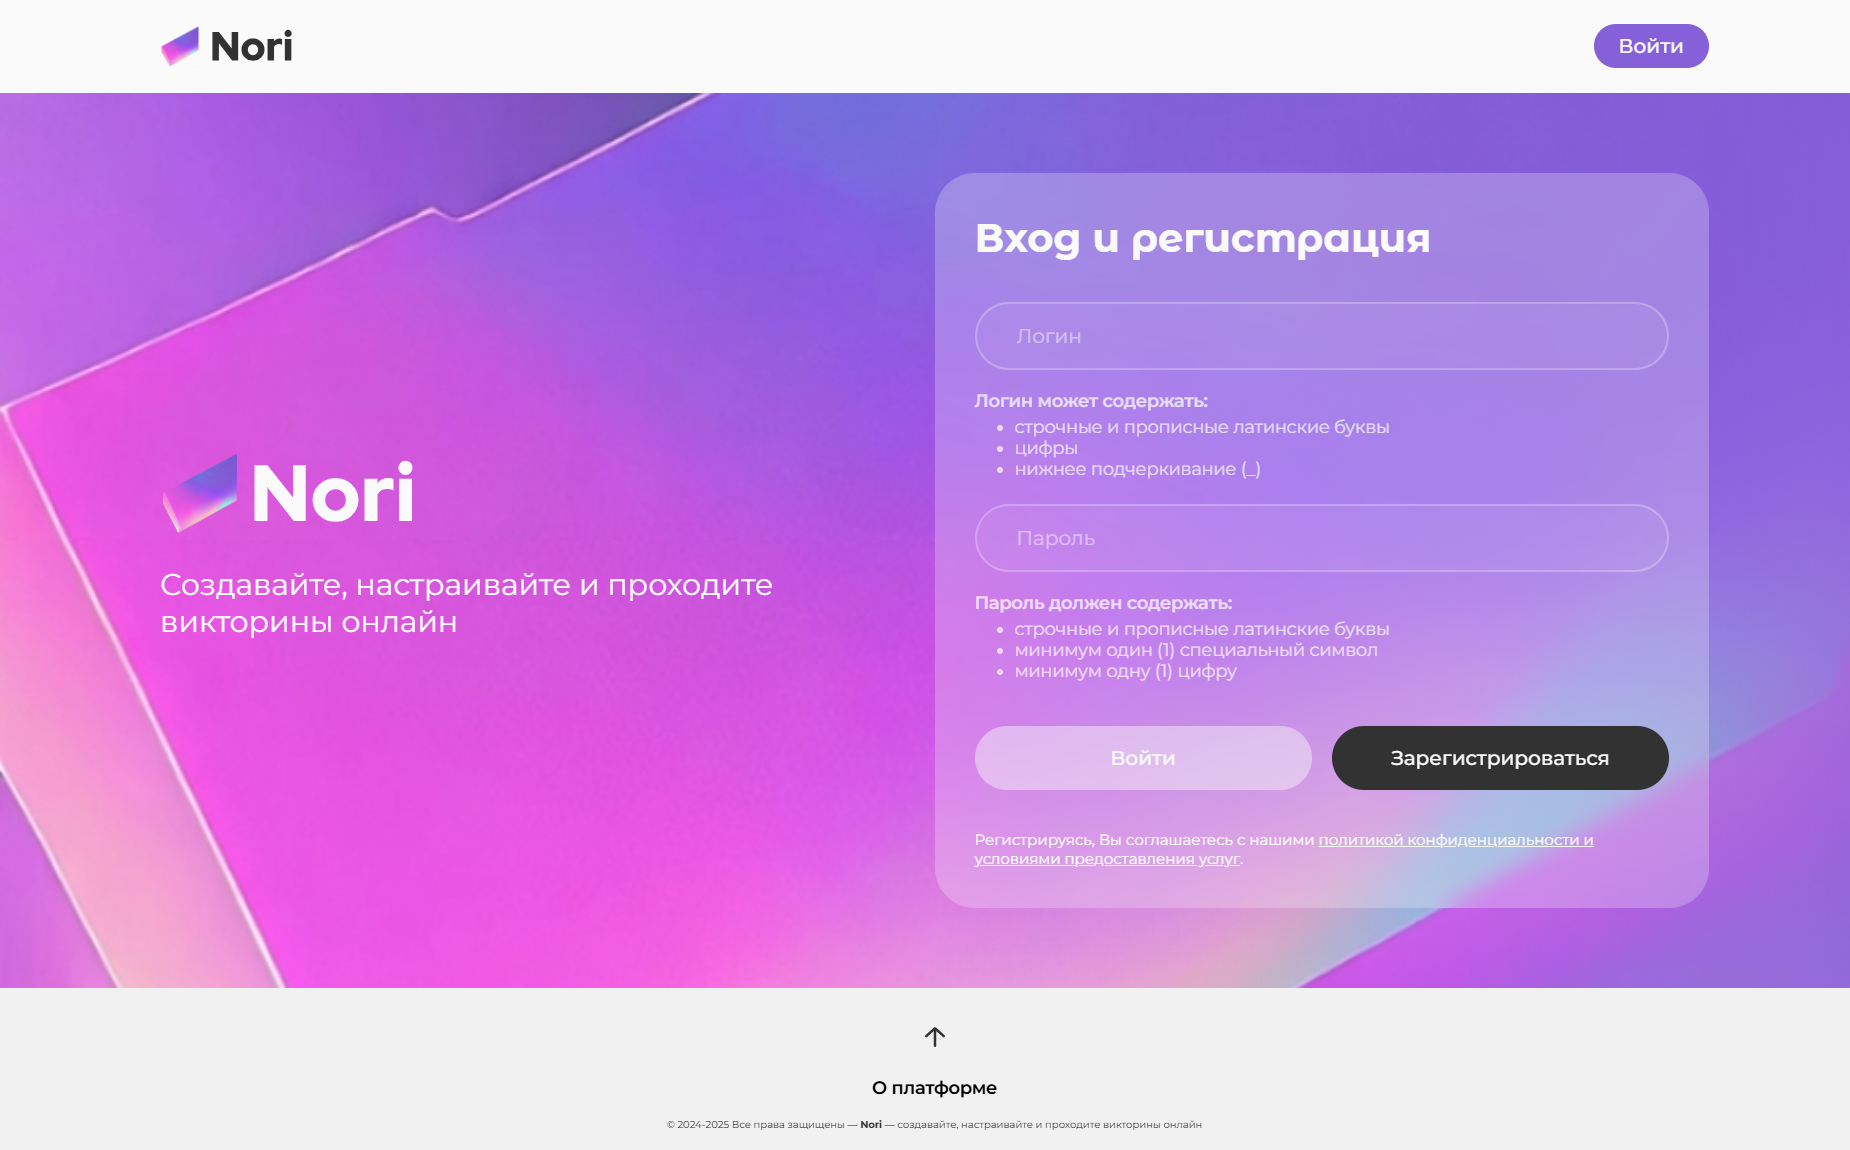 Nori
Войти
Вход и регистрация
Логин
Логин может содержать:
строчные и прописные латинские буквы
цифры
нижнее подчеркивание (_)
Nori
Создавайте, настраивайте и проходите
викторины онлайн
Пароль
Пароль должен содержать:
строчные и прописные латинские буквы
минимум один (1) специальный символ
минимум одну (1) цифру
Войти
Зарегистрироваться
Регистрируясь, Вы соглашаетесь с нашими политикой конфиденциальности и
условиями предоставления услуг.
О платформе
© 2024-2025 Все права защищены — Nori — создавайте, настраивайте и проходите викторины онлайн